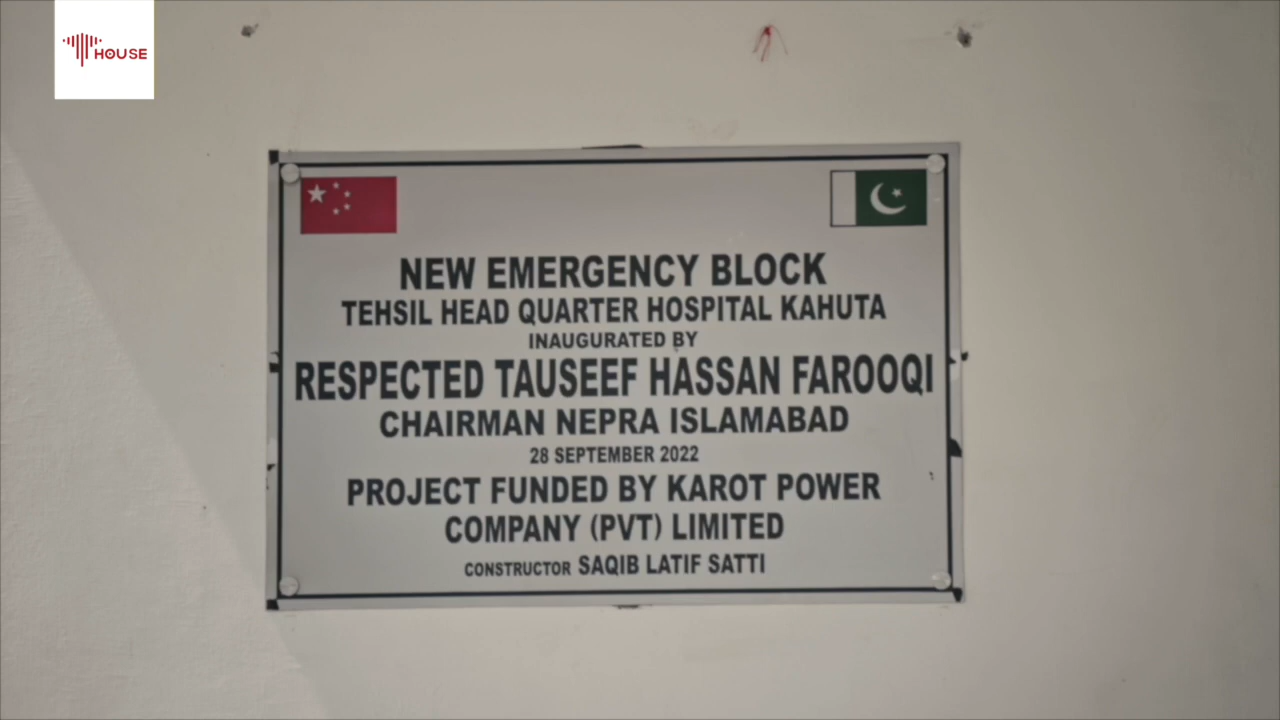 HOUSE
NEW EMERGENCY BLOCK
TEHSIL HEAD QUARTER HOSPITAL KAHUTA
INAUGURATED BY
RESPECTED TAUSEEF HASSAN FAROOQI
CHAIRMAN NEPRA ISLAMABAD
28 SEPTEMBER 2022
PROJECT FUNDED BY KAROT POWER
COMPANY (PVT) LIMITED
CONSTRUCTOR SAQIB LATIF SATTI